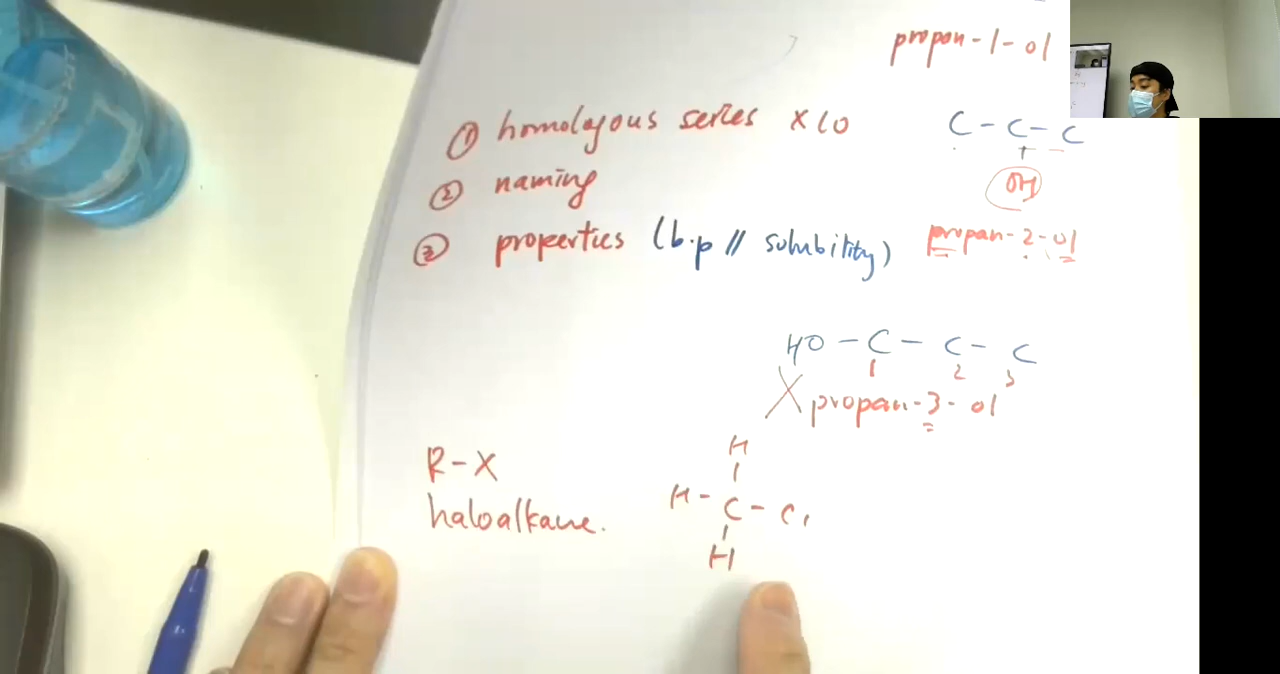 propan-1-ol
① homologous series x10
② naming
③ properties (b.p // solubility)
C - C - C
OH
propan-2-ol
HO - C - C - C
1 2 3
X propan-3-ol
R-X
haloalkane.
H
H - C - Cl
H